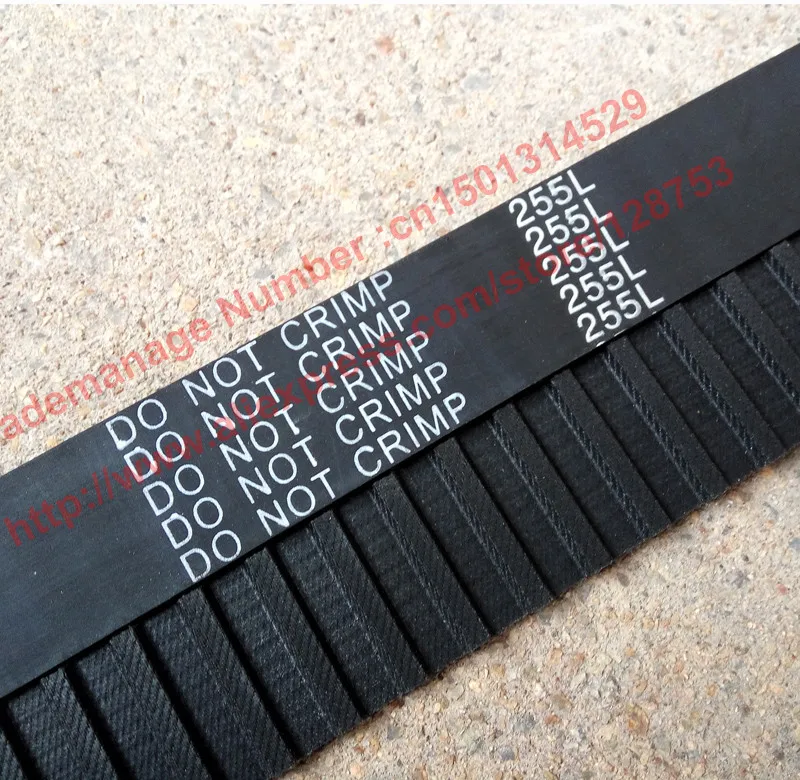 DO NOT CRIMP
DO NOT CRIMP
DO NOT CRIMP
DO NOT CRIMP
DO NOT CRIMP
255L
255L
255L
255L
255L
ademanage Number :cn1501314529
http://www.aliexpress.com/store/128753